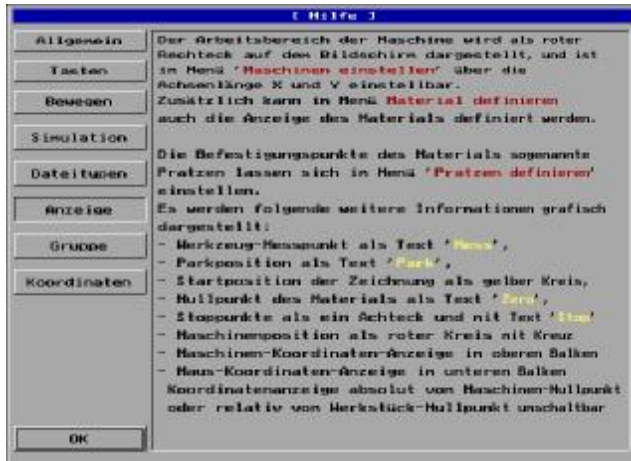 [ Hilfe ]
Allgemein
Tasten
Bewegen
Simulation
Dateitypen
Anzeige
Gruppe
Koordinaten
OK
Der Arbeitsbereich der Maschine wird als roter
Rechteck auf dem Bildschirm dargestellt, und ist
im Menü 'Maschinen einstellen' über die
Achsenlänge X und Y einstellbar.
Zusätzlich kann im Menü Material definieren
auch die Anzeige des Materials definiert werden.
Die Befestigungspunkte des Materials sogenannte
Pratzen lassen sich im Menü 'Pratzen definieren'
einstellen.
Es werden folgende weitere Informationen grafisch
dargestellt:
- Werkzeug-Messpunkt als Text 'Mess',
- Parkposition als Text 'Park',
- Startposition der Zeichnung als gelber Kreis,
- Nullpunkt des Materials als Text 'Zero',
- Stoppunkte als ein Achteck und mit Text 'Stop'
- Maschinenposition als roter Kreis mit Kreuz
- Maschinen-Koordinaten-Anzeige in oberen Balken
- Maus-Koordinaten-Anzeige in unteren Balken
Koordinatenanzeige absolut vom Maschinen-Nullpunkt
oder relativ vom Werkstück-Nullpunkt umschaltbar